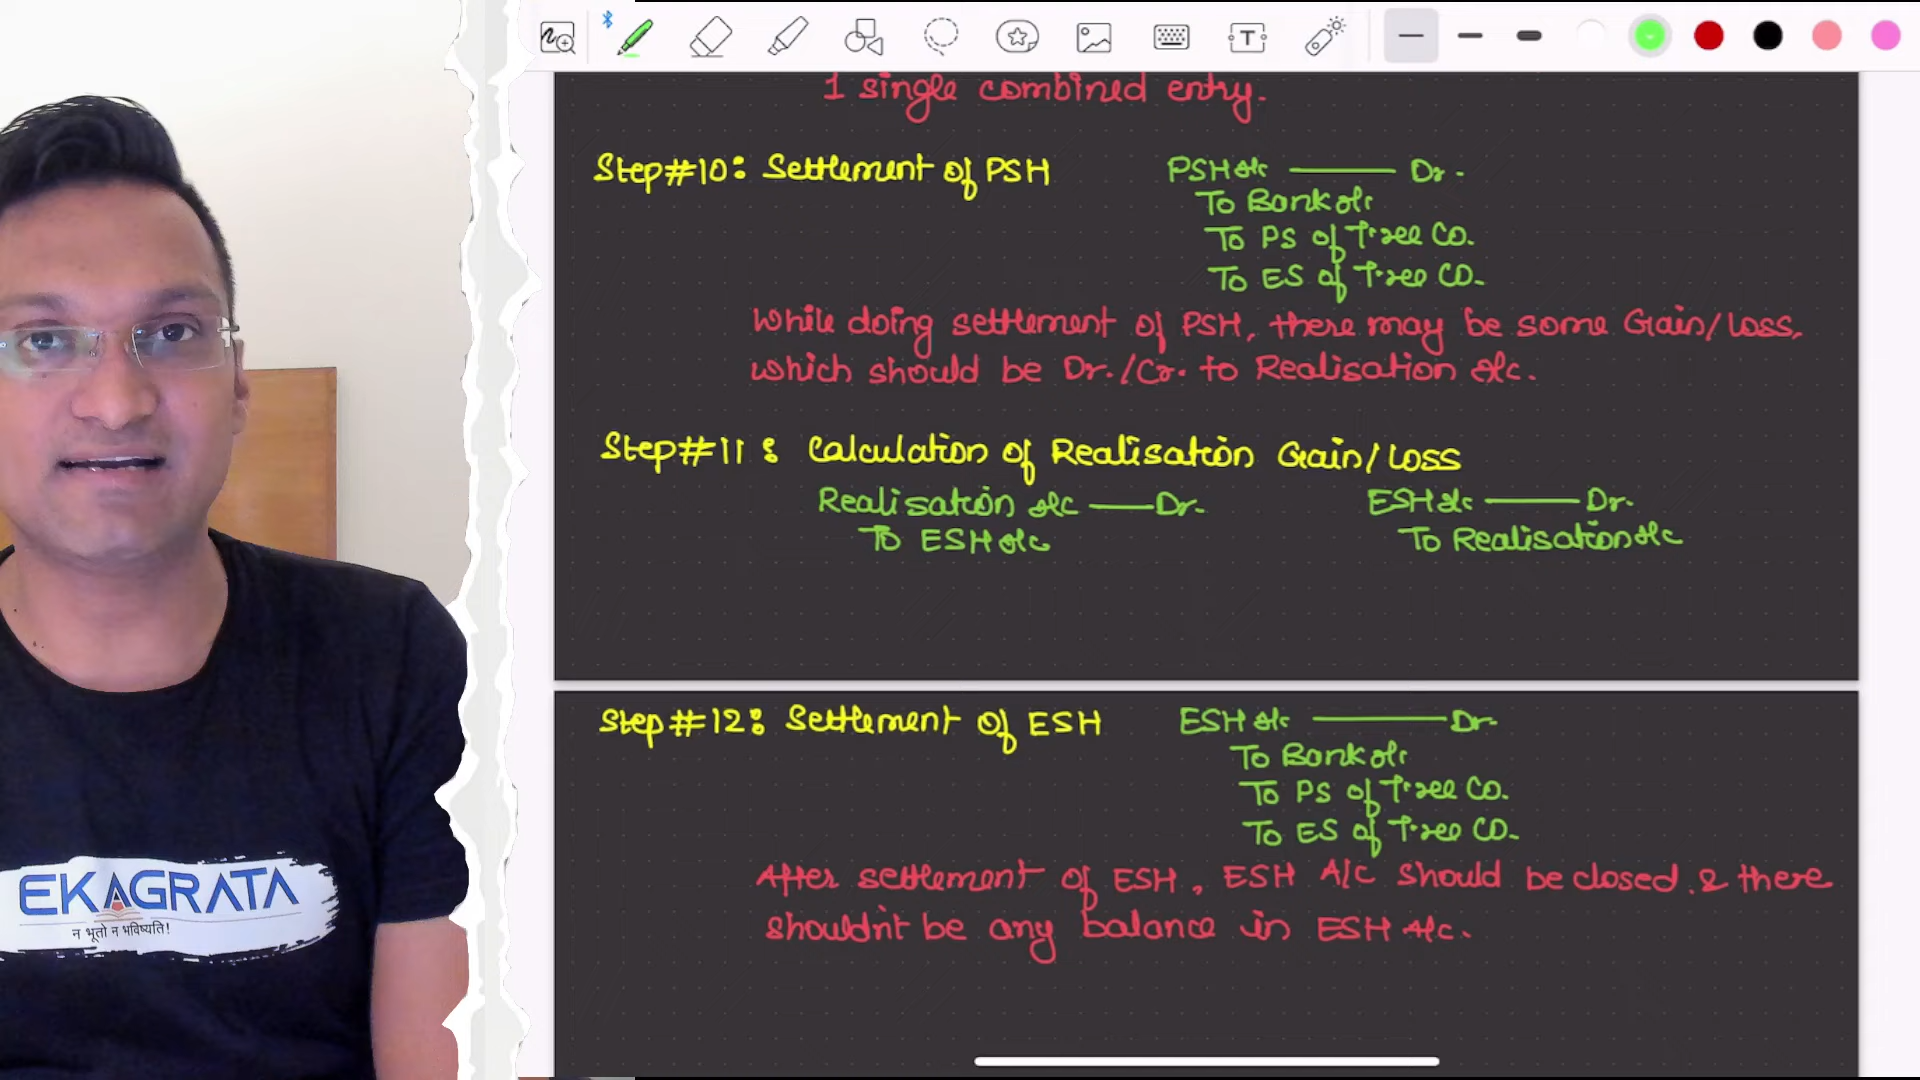 1 single combined entry.
Step#10: Settlement of PSH
PSH A/c ——— Dr.
To Bank A/c
To PS of T'ree Co.
To ES of T'ree CO.
While doing settlement of PSH, there may be some Gain/Loss,
which should be Dr./Cr. to Realisation A/c.
Step#11: Calculation of Realisation Gain/Loss
Realisation A/c —— Dr.
To ESH A/c
ESH A/c ——— Dr.
To Realisation A/c
Step#12: Settlement of ESH
ESH A/c ——— Dr.
To Bank A/c
To PS of T'ree Co.
To ES of T'ree CO.
After settlement of ESH, ESH A/C should be closed. & there
shouldn't be any balance in ESH A/c.
EKAGRATA
न भूतो न भविष्यति!